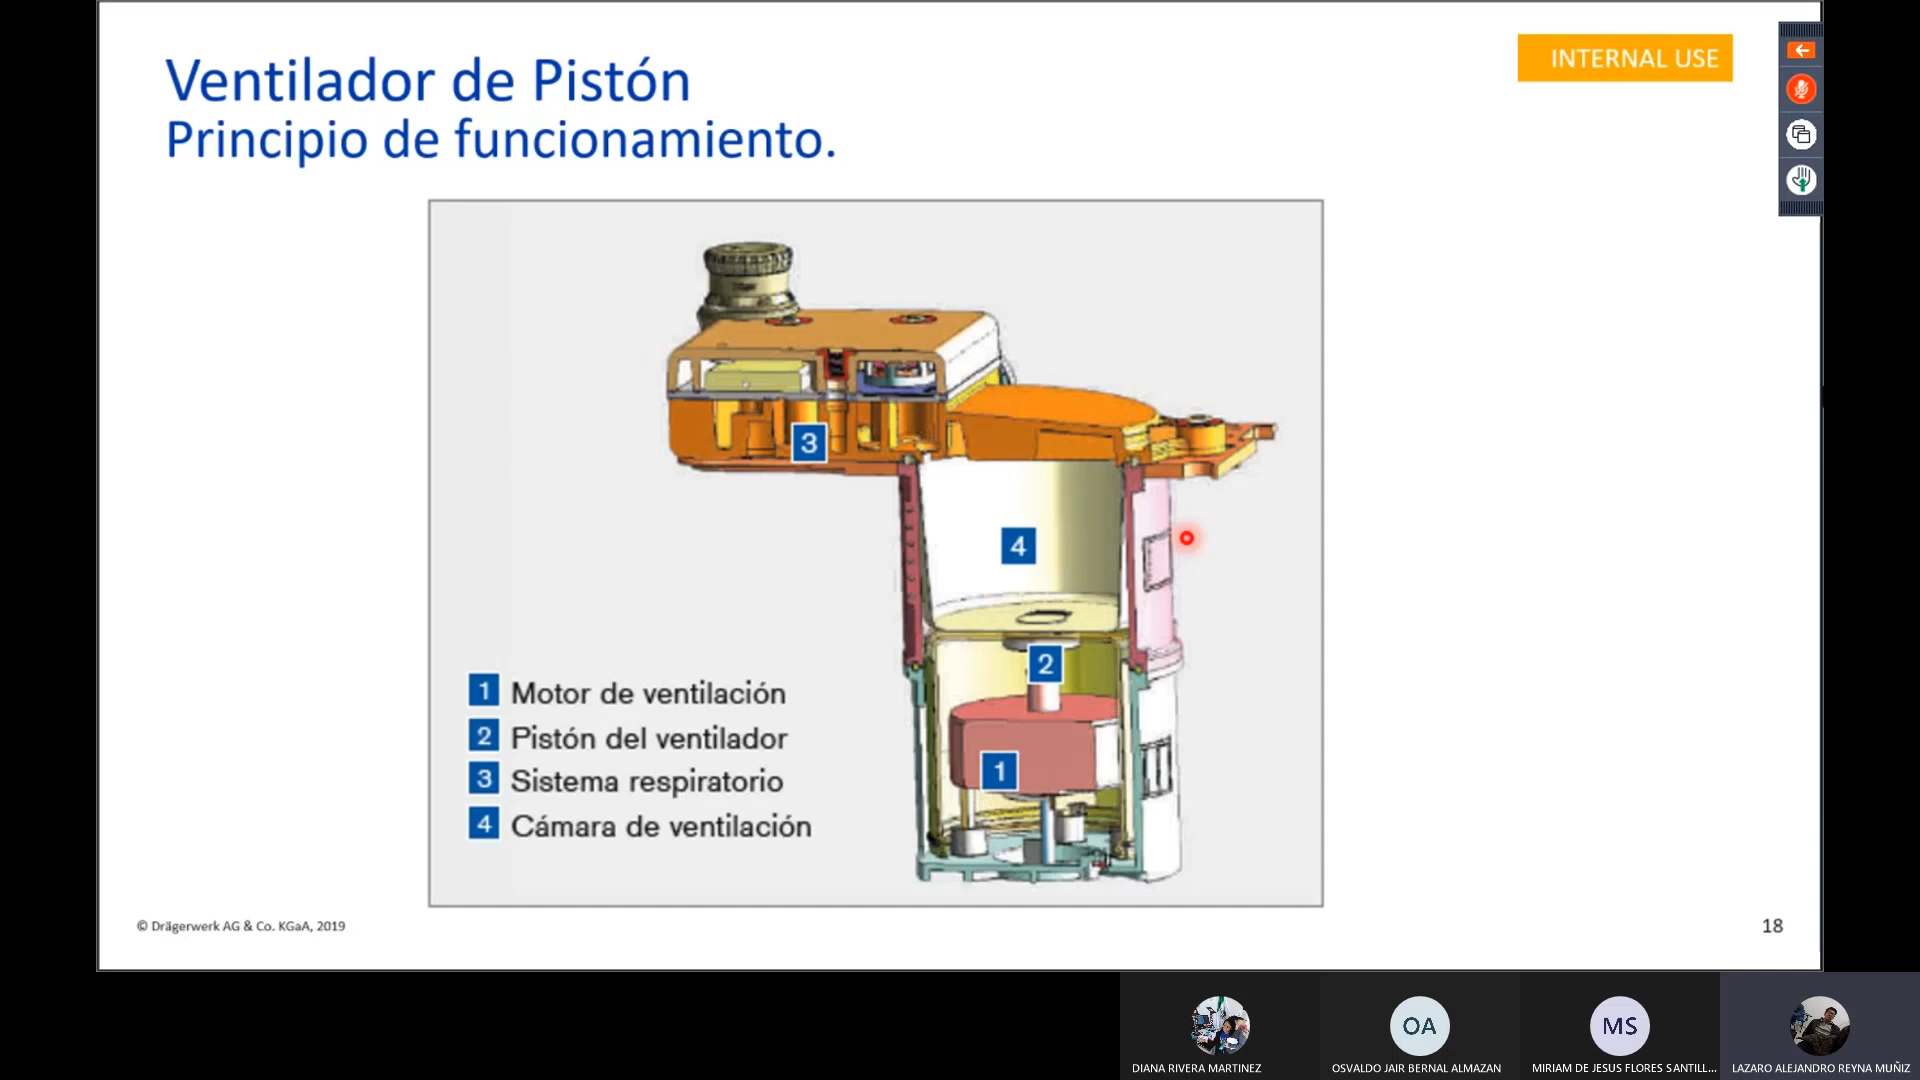 INTERNAL USE
Ventilador de Pistón
Principio de funcionamiento.
3
4
2
1
1 Motor de ventilación
2 Pistón del ventilador
3 Sistema respiratorio
4 Cámara de ventilación
© Drägerwerk AG & Co. KGaA, 2019
18
OA
MS
DIANA RIVERA MARTINEZ
OSVALDO JAIR BERNAL ALMAZAN
MIRIAM DE JESUS FLORES SANTILL...
LAZARO ALEJANDRO REYNA MUÑIZ